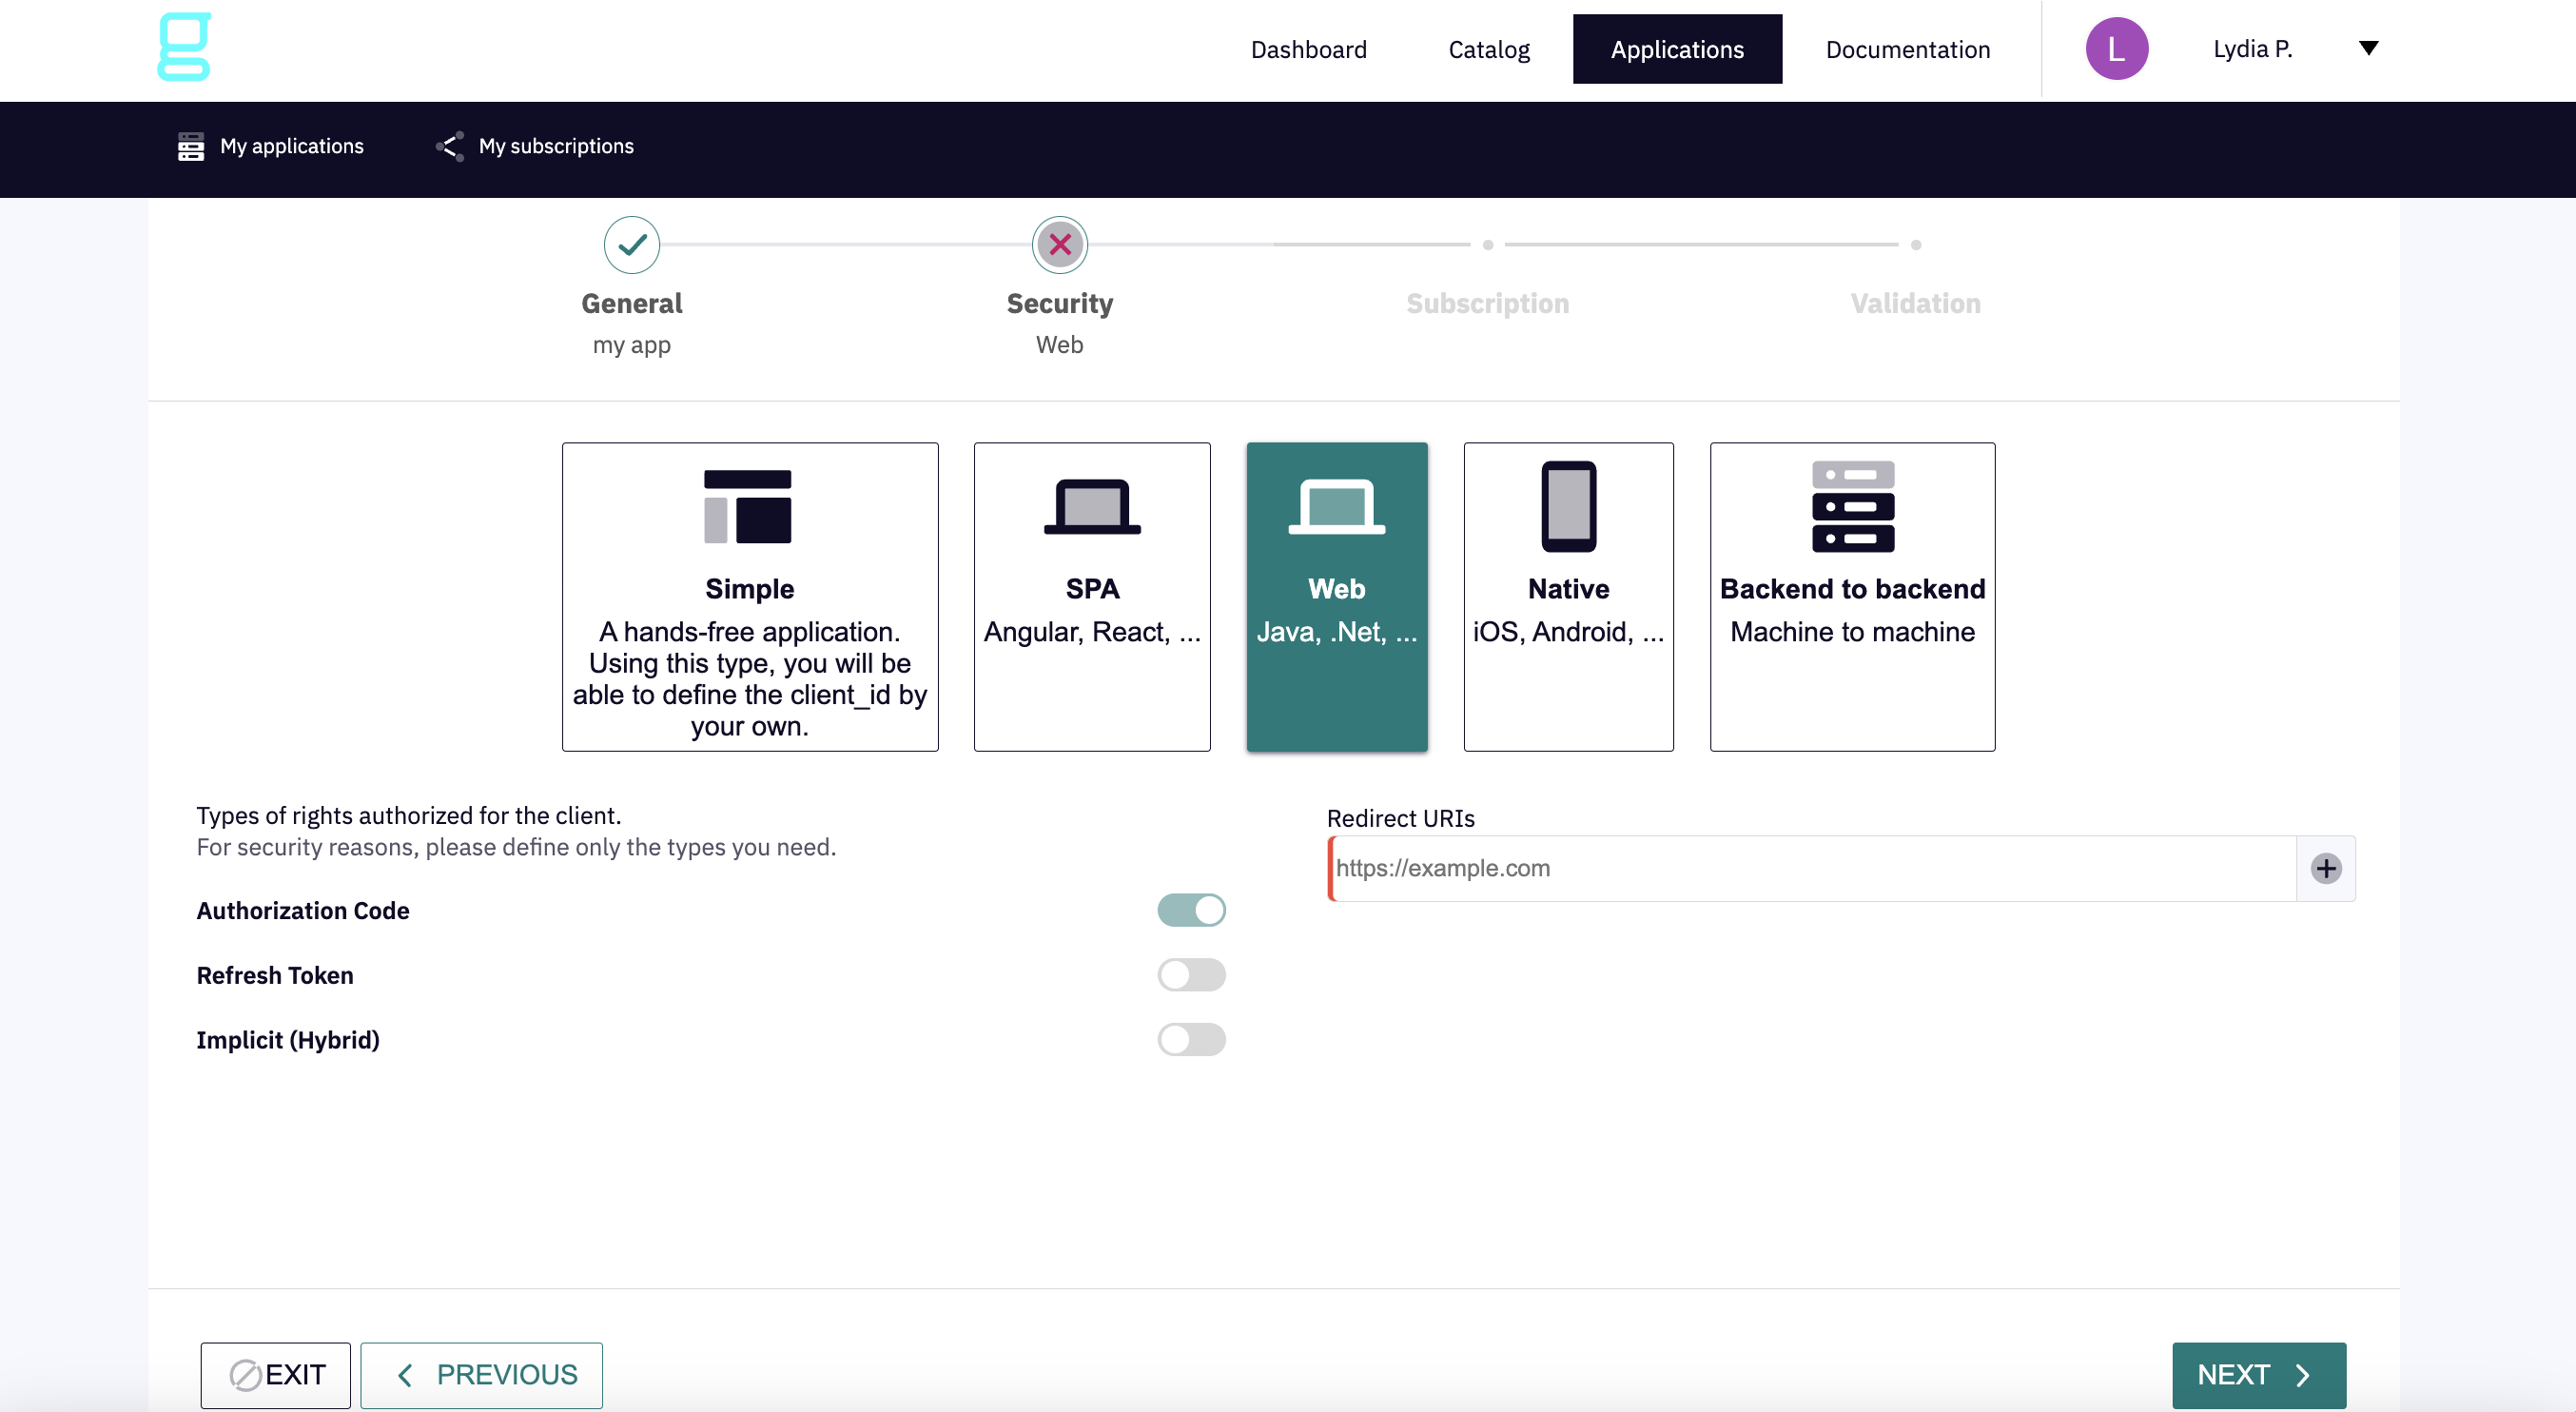 g
Dashboard
Catalog
Applications
Documentation
L
Lydia P.
My applications
My subscriptions
General
my app
Security
Web
Subscription
Validation
Simple
A hands-free application.
Using this type, you will be
able to define the client_id by
your own.
SPA
Angular, React, ...
Web
Java, .Net, ...
Native
iOS, Android, ...
Backend to backend
Machine to machine
Types of rights authorized for the client.
For security reasons, please define only the types you need.
Authorization Code
Refresh Token
Implicit (Hybrid)
Redirect URIs
https://example.com
EXIT
PREVIOUS
NEXT